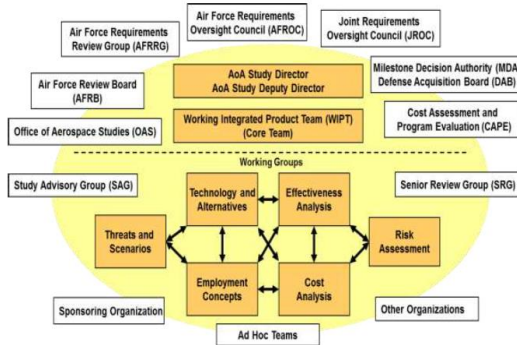 Air Force Requirements
Oversight Council (AFROC)
Joint Requirements
Oversight Council (JROC)
Air Force Requirements
Review Group (AFRRG)
Milestone Decision Authority (MDA)
Defense Acquisition Board (DAB)
Air Force Review Board
(AFRB)
AoA Study Director
AoA Study Deputy Director
Cost Assessment and
Program Evaluation (CAPE)
Office of Aerospace Studies (OAS)
Working Integrated Product Team (WIPT)
(Core Team)
Working Groups
Study Advisory Group (SAG)
Technology and
Alternatives
Effectiveness
Analysis
Senior Review Group (SRG)
Threats and
Scenarios
Risk
Assessment
Employment
Concepts
Cost
Analysis
Sponsoring Organization
Other Organizations
Ad Hoc Teams